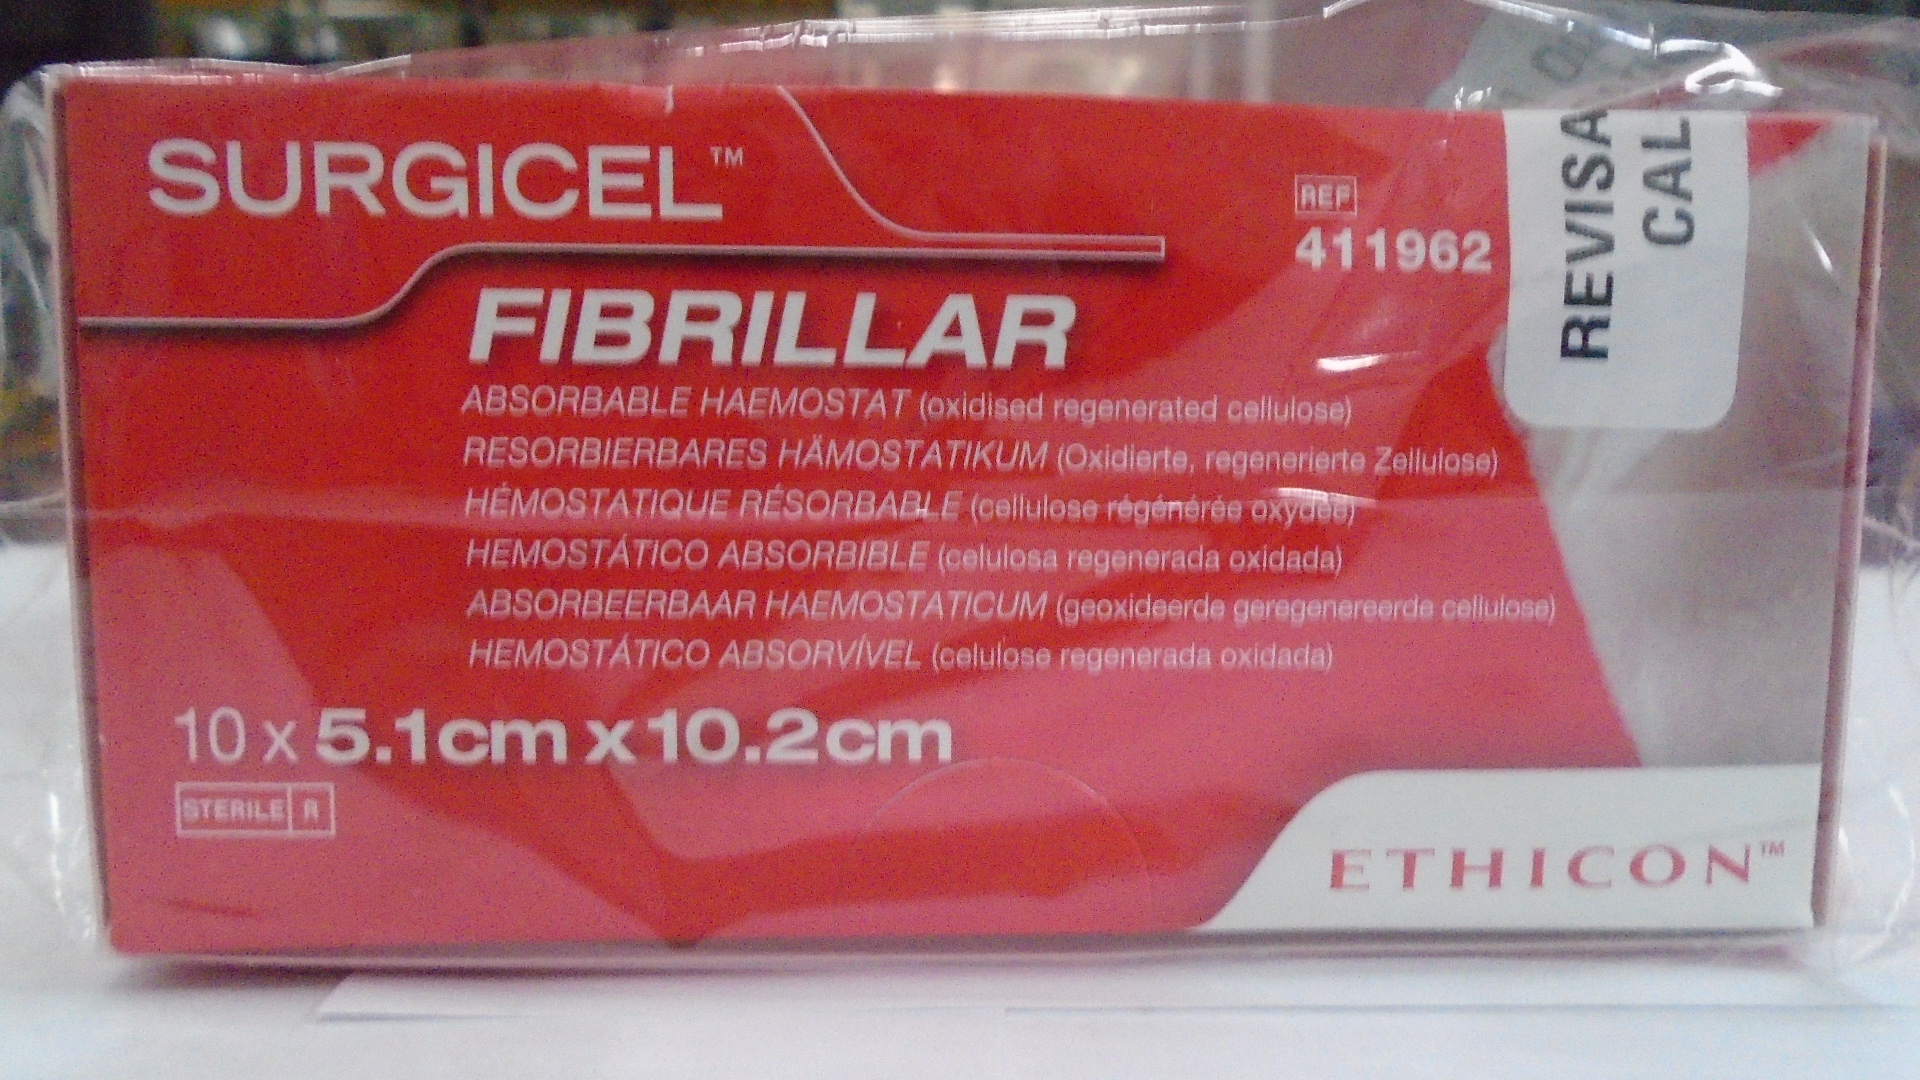 SURGICEL™
REF
411962
FIBRILLAR
ABSORBABLE HAEMOSTAT (oxidised regenerated cellulose)
RESORBIERBARES HÄMOSTATIKUM (Oxidierte, regenerierte Zellulose)
HÉMOSTATIQUE RÉSORBABLE (cellulose régénérée oxydée)
HEMOSTÁTICO ABSORBIBLE (celulosa regenerada oxidada)
ABSORBEERBAAR HAEMOSTATICUM (geoxideerde geregenereerde cellulose)
HEMOSTÁTICO ABSORVÍVEL (celulose regenerada oxidada)
10 x 5.1cm x 10.2cm
STERILE R
ETHICON™
REVISA
CAL